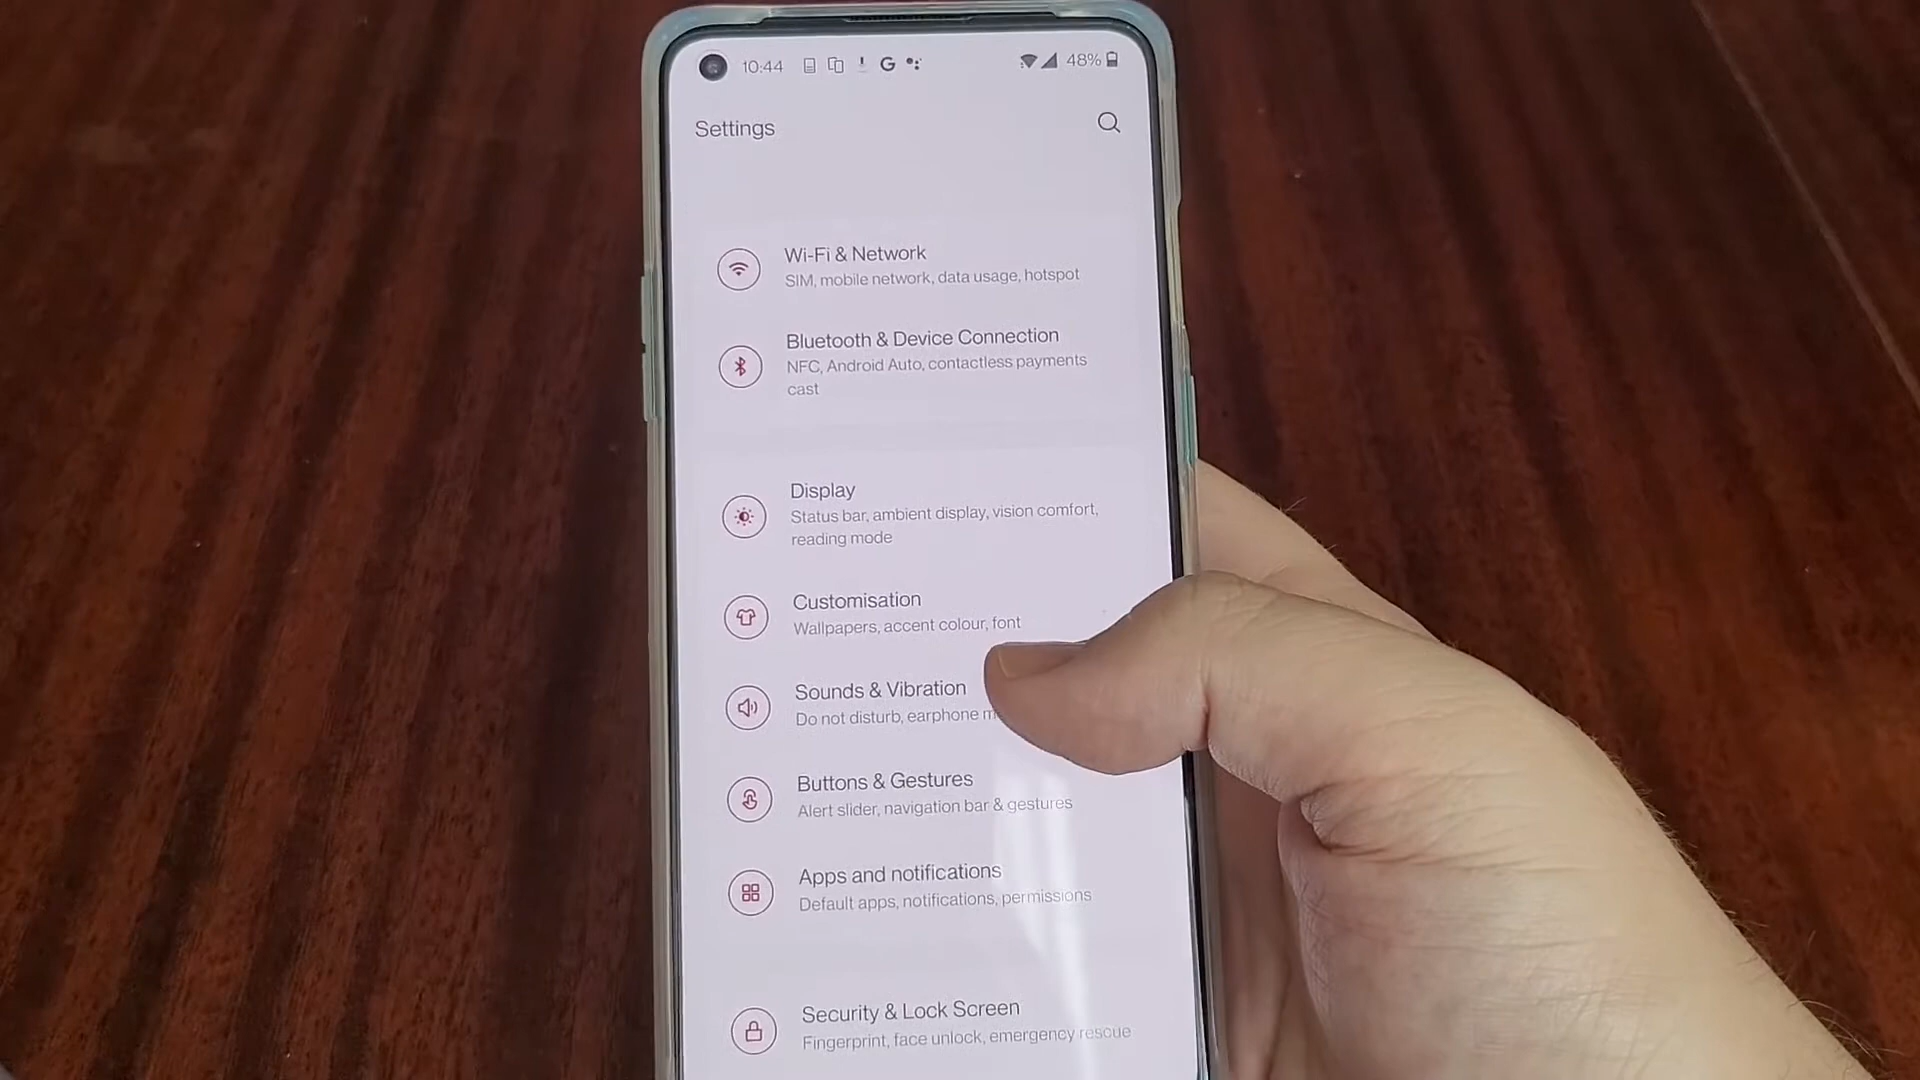 10:44
G
48%
Settings
Wi-Fi & Network
SIM, mobile network, data usage, hotspot
Bluetooth & Device Connection
NFC, Android Auto, contactless payments
cast
Display
Status bar, ambient display, vision comfort,
reading mode
Customisation
Wallpapers, accent colour, font
Sounds & Vibration
Do not disturb, earphone
Buttons & Gestures
Alert slider, navigation bar & gestures
Apps and notifications
Default apps, notifications, permissions
Security & Lock Screen
Fingerprint, face unlock, emergency rescue